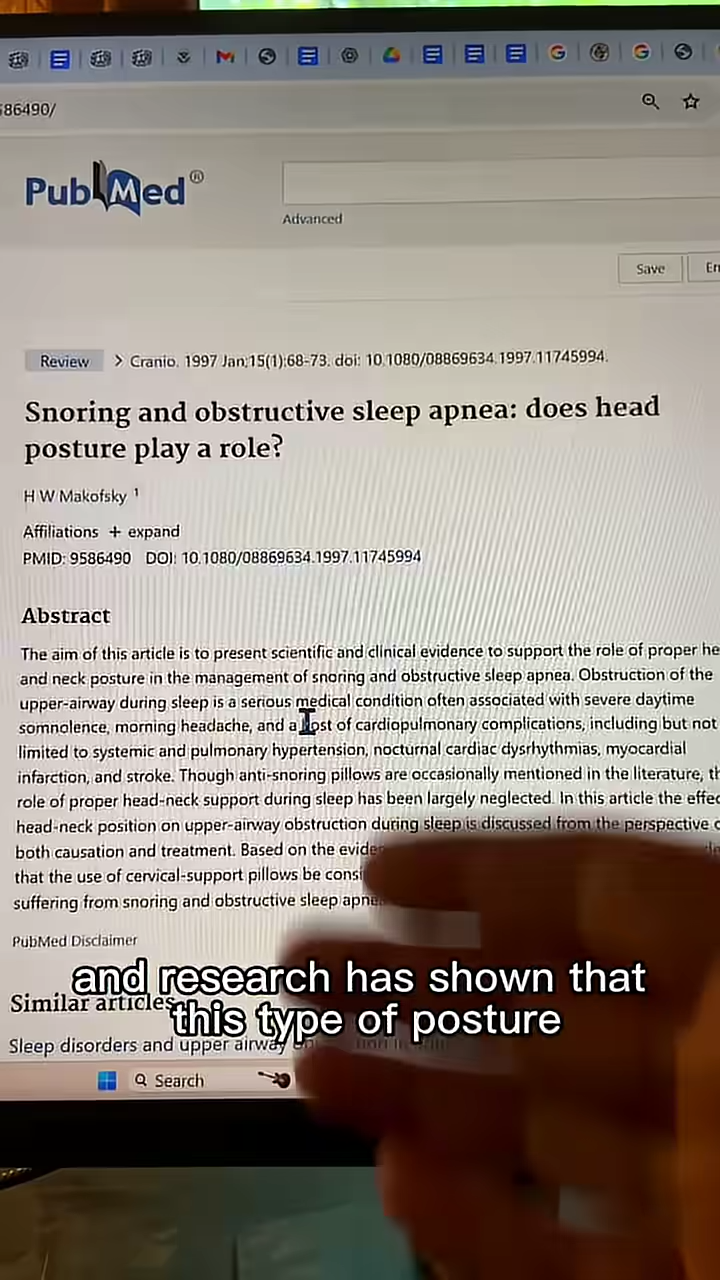 586490/
PubMed®
Advanced
Save
Review > Cranio. 1997 Jan;15(1):68-73. doi: 10.1080/08869634.1997.11745994.
Snoring and obstructive sleep apnea: does head
posture play a role?
H W Makofsky 1
Affiliations + expand
PMID: 9586490 DOI: 10.1080/08869634.1997.11745994
Abstract
The aim of this article is to present scientific and clinical evidence to support the role of proper he
and neck posture in the management of snoring and obstructive sleep apnea. Obstruction of the
upper-airway during sleep is a serious medical condition often associated with severe daytime
somnolence, morning headache, and a host of cardiopulmonary complications, including but not
limited to systemic and pulmonary hypertension, nocturnal cardiac dysrhythmias, myocardial
infarction, and stroke. Though anti-snoring pillows are occasionally mentioned in the literature, th
role of proper head-neck support during sleep has been largely neglected. In this article the effec
head-neck position on upper-airway obstruction during sleep is discussed from the perspective o
both causation and treatment. Based on the evide
that the use of cervical-support pillows be consi
suffering from snoring and obstructive sleep apne
PubMed Disclaimer
and research has shown that
Similar articles
this type of posture
Sleep disorders and upper airway
Search